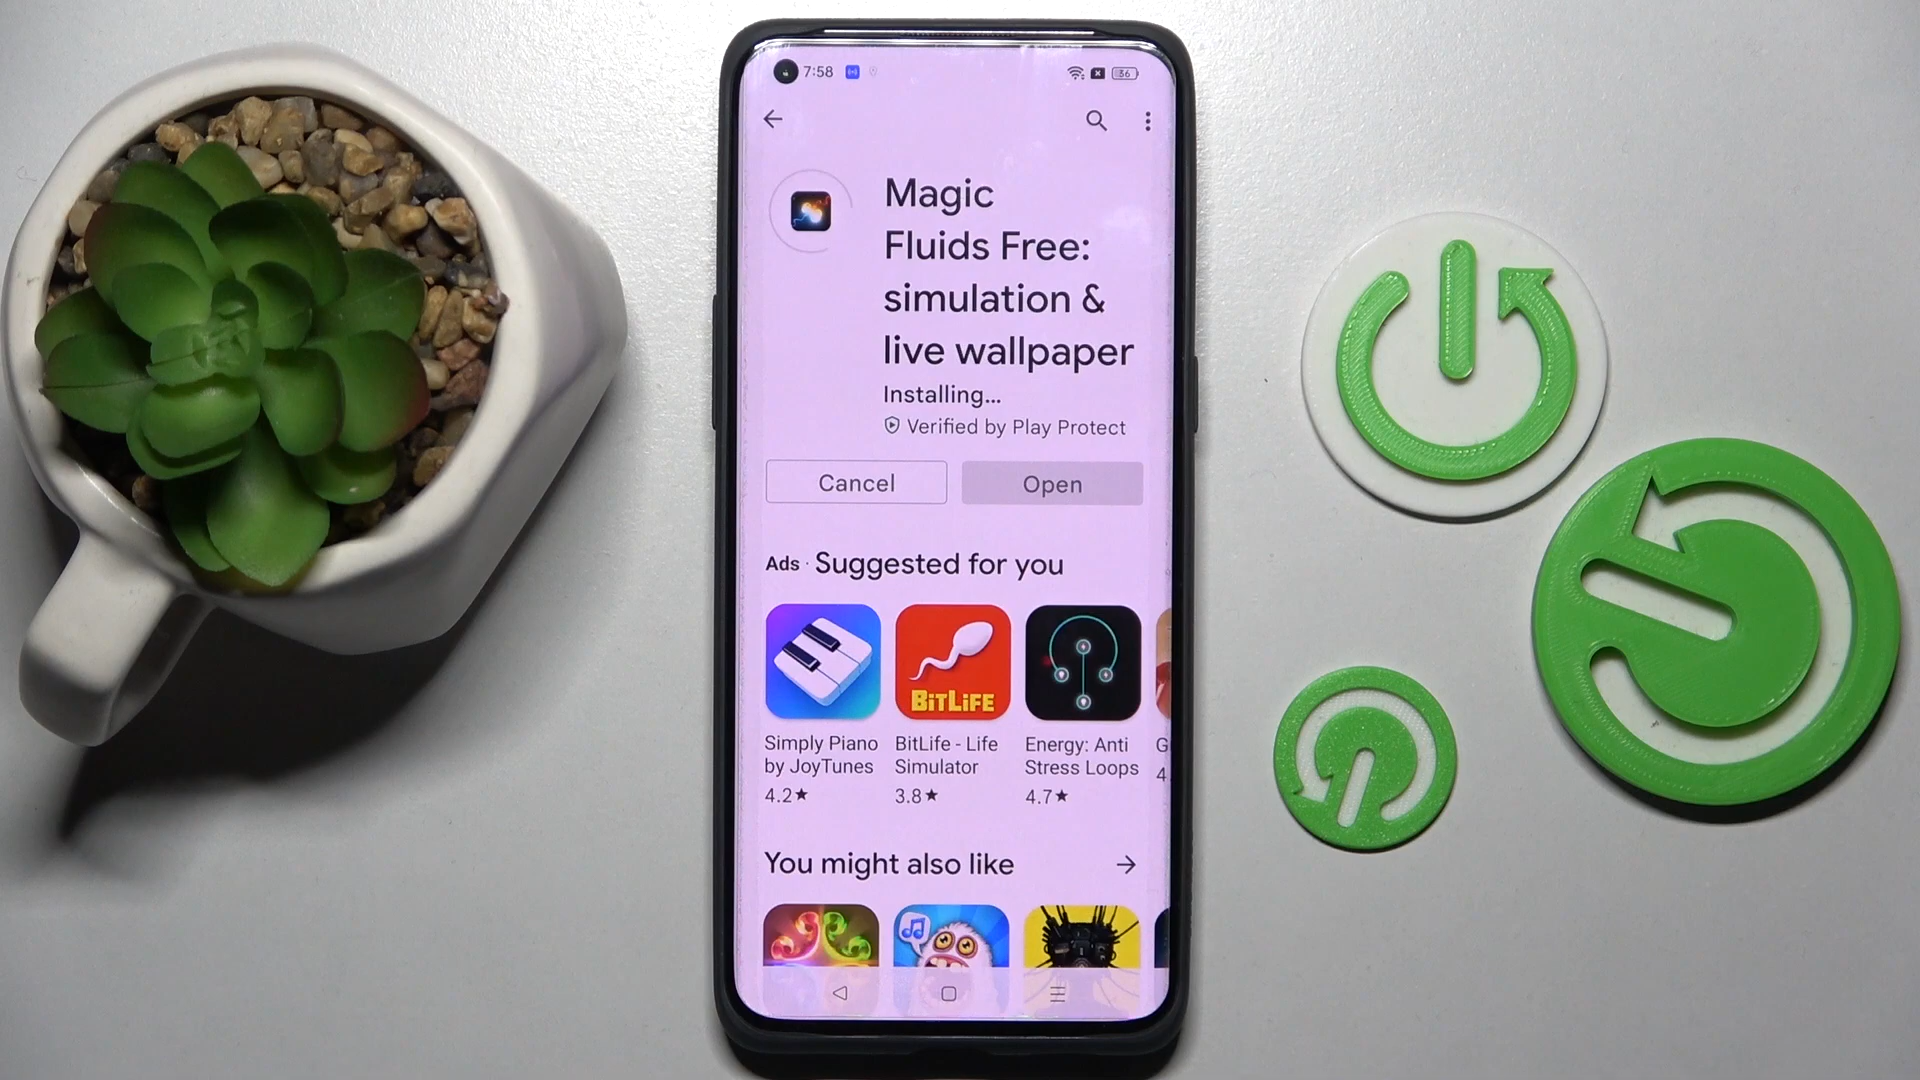 7:58
36
Magic
Fluids Free:
simulation &
live wallpaper
Installing...
Verified by Play Protect
Cancel
Open
Ads · Suggested for you
BITLIFE
Simply Piano
by JoyTunes
4.2★
BitLife - Life
Simulator
3.8★
Energy: Anti
Stress Loops
4.7★
G
4
You might also like